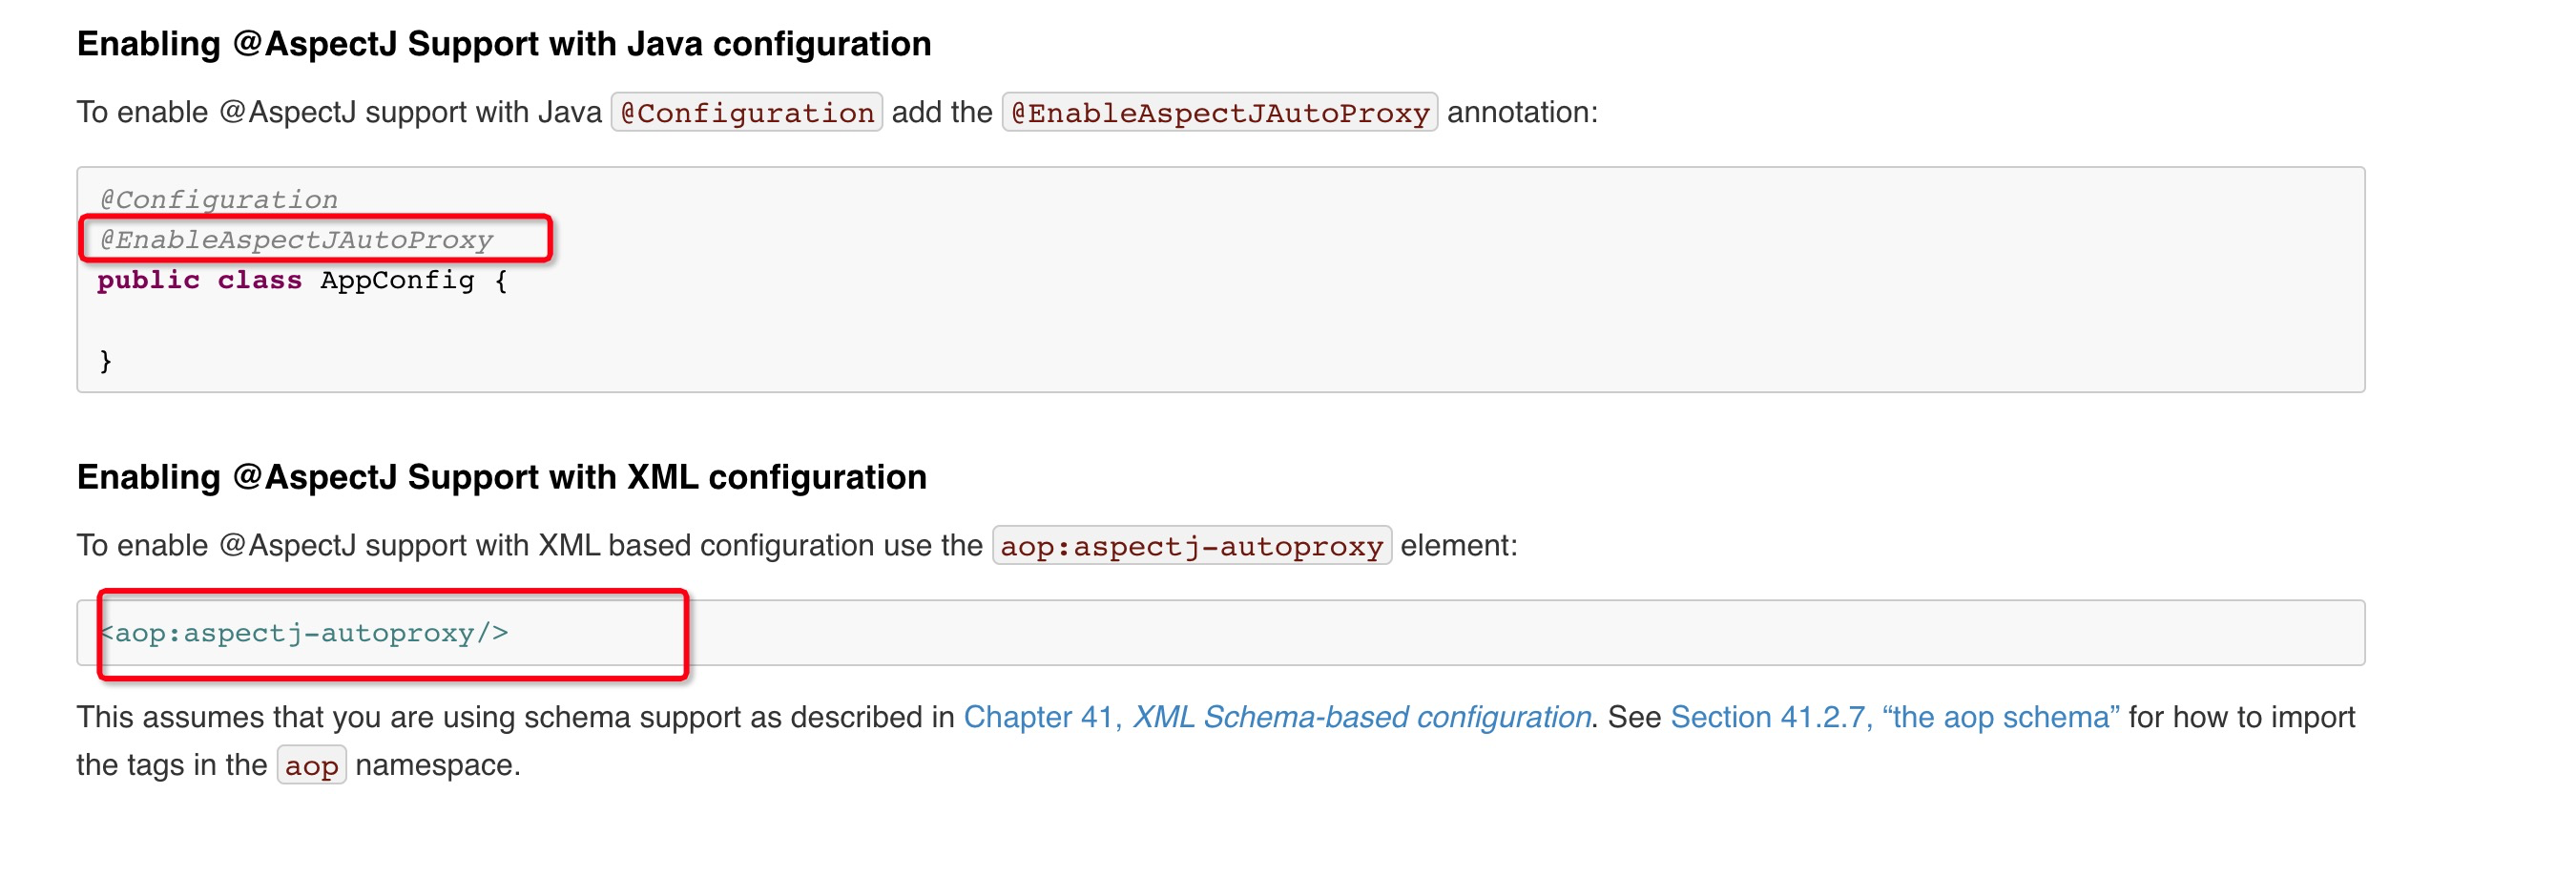 Enabling @AspectJ Support with Java configuration
To enable @AspectJ support with Java @Configuration add the @EnableAspectJAutoProxy annotation:
@Configuration
@EnableAspectJAutoProxy
public class AppConfig {
}
Enabling @AspectJ Support with XML configuration
To enable @AspectJ support with XML based configuration use the aop:aspectj-autoproxy element:
<aop:aspectj-autoproxy/>
This assumes that you are using schema support as described in Chapter 41, XML Schema-based configuration. See Section 41.2.7, “the aop schema” for how to import
the tags in the aop namespace.